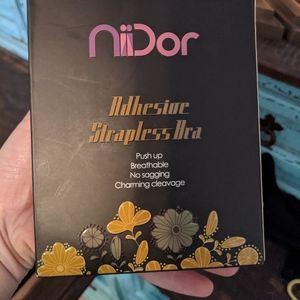 NiiDor
Adhesive
Strapless Bra
Push up
Breathable
No sagging
Charming cleavage